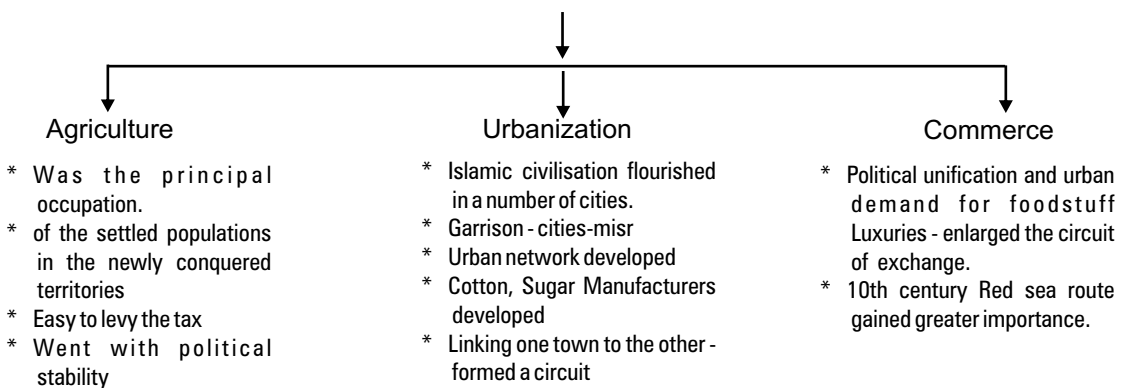 Agriculture
* Was the principal
occupation.
* of the settled populations
in the newly conquered
territories
* Easy to levy the tax
* Went with political
stability
Urbanization
* Islamic civilisation flourished
in a number of cities.
* Garrison - cities-misr
* Urban network developed
* Cotton, Sugar Manufacturers
developed
* Linking one town to the other -
formed a circuit
Commerce
* Political unification and urban
demand for foodstuff
Luxuries - enlarged the circuit
of exchange.
* 10th century Red sea route
gained greater importance.